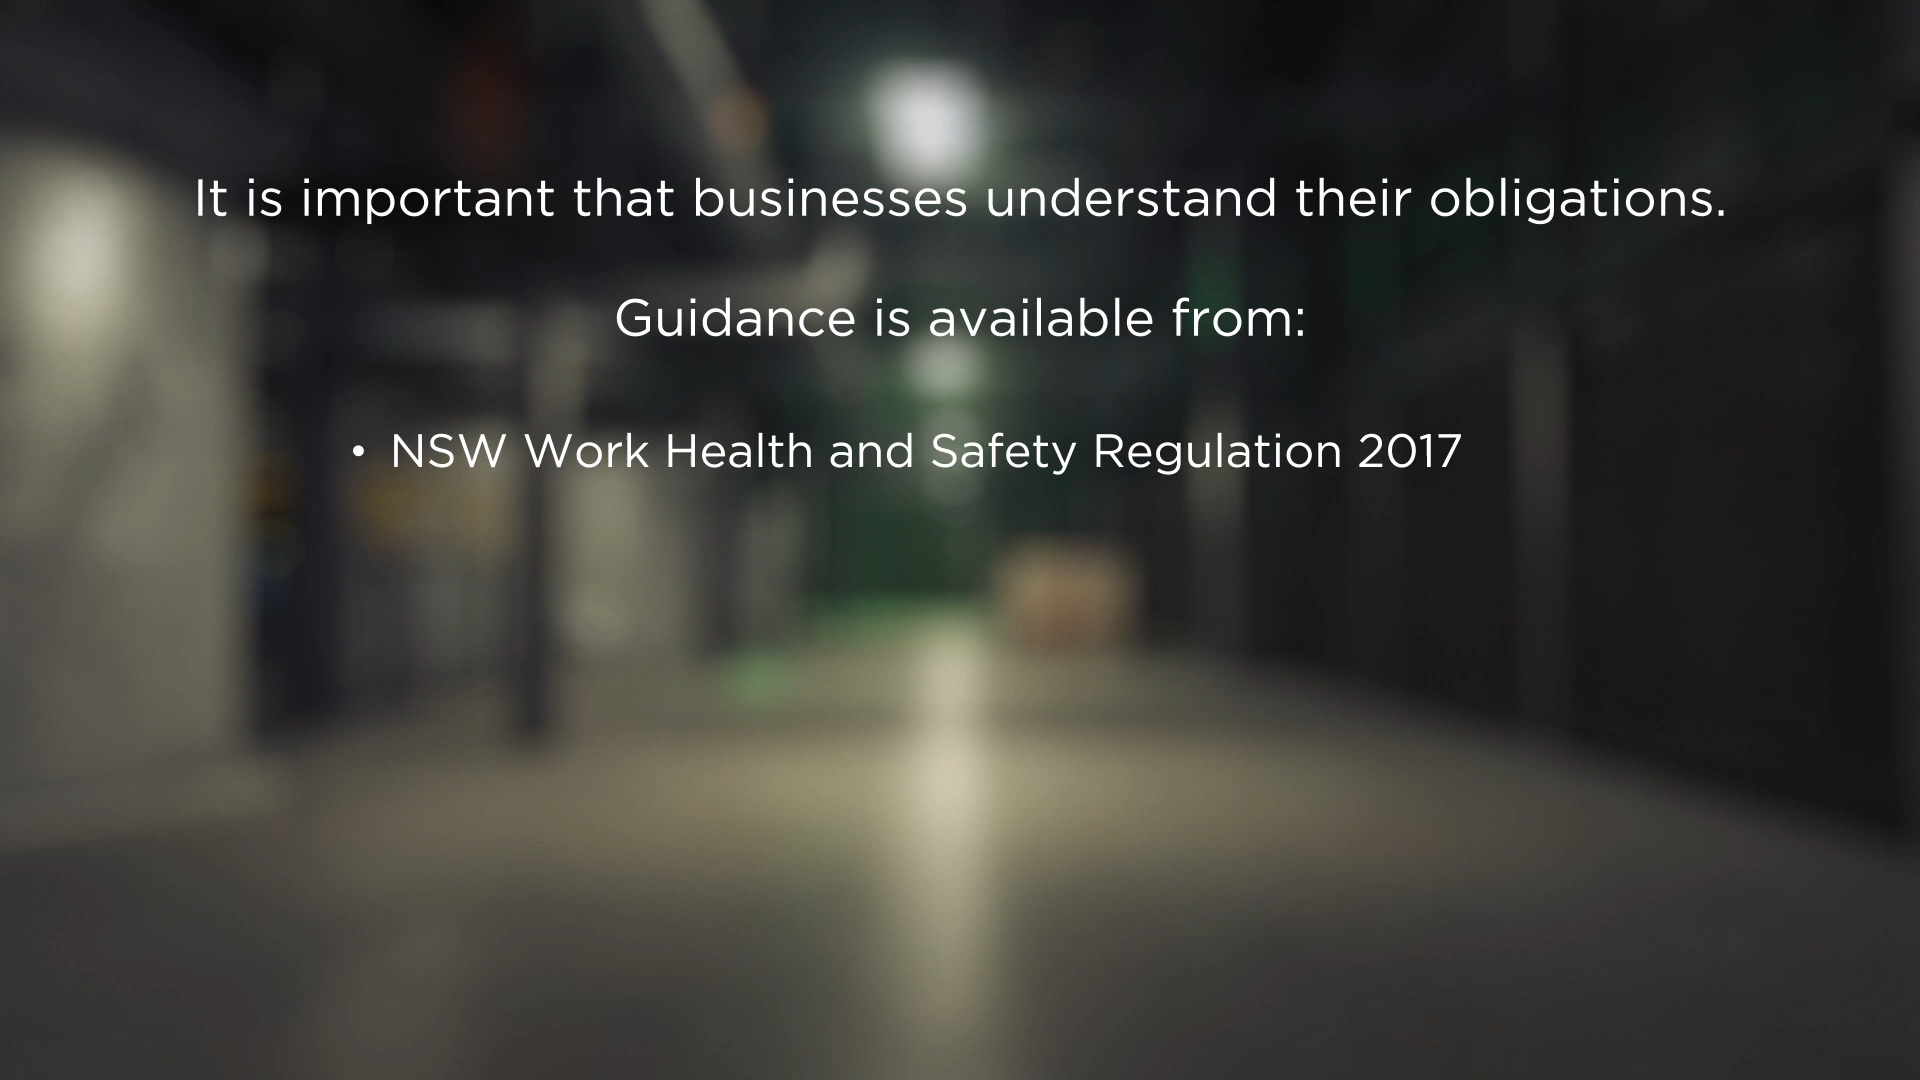 It is important that businesses understand their obligations.
Guidance is available from:
• NSW Work Health and Safety Regulation 2017